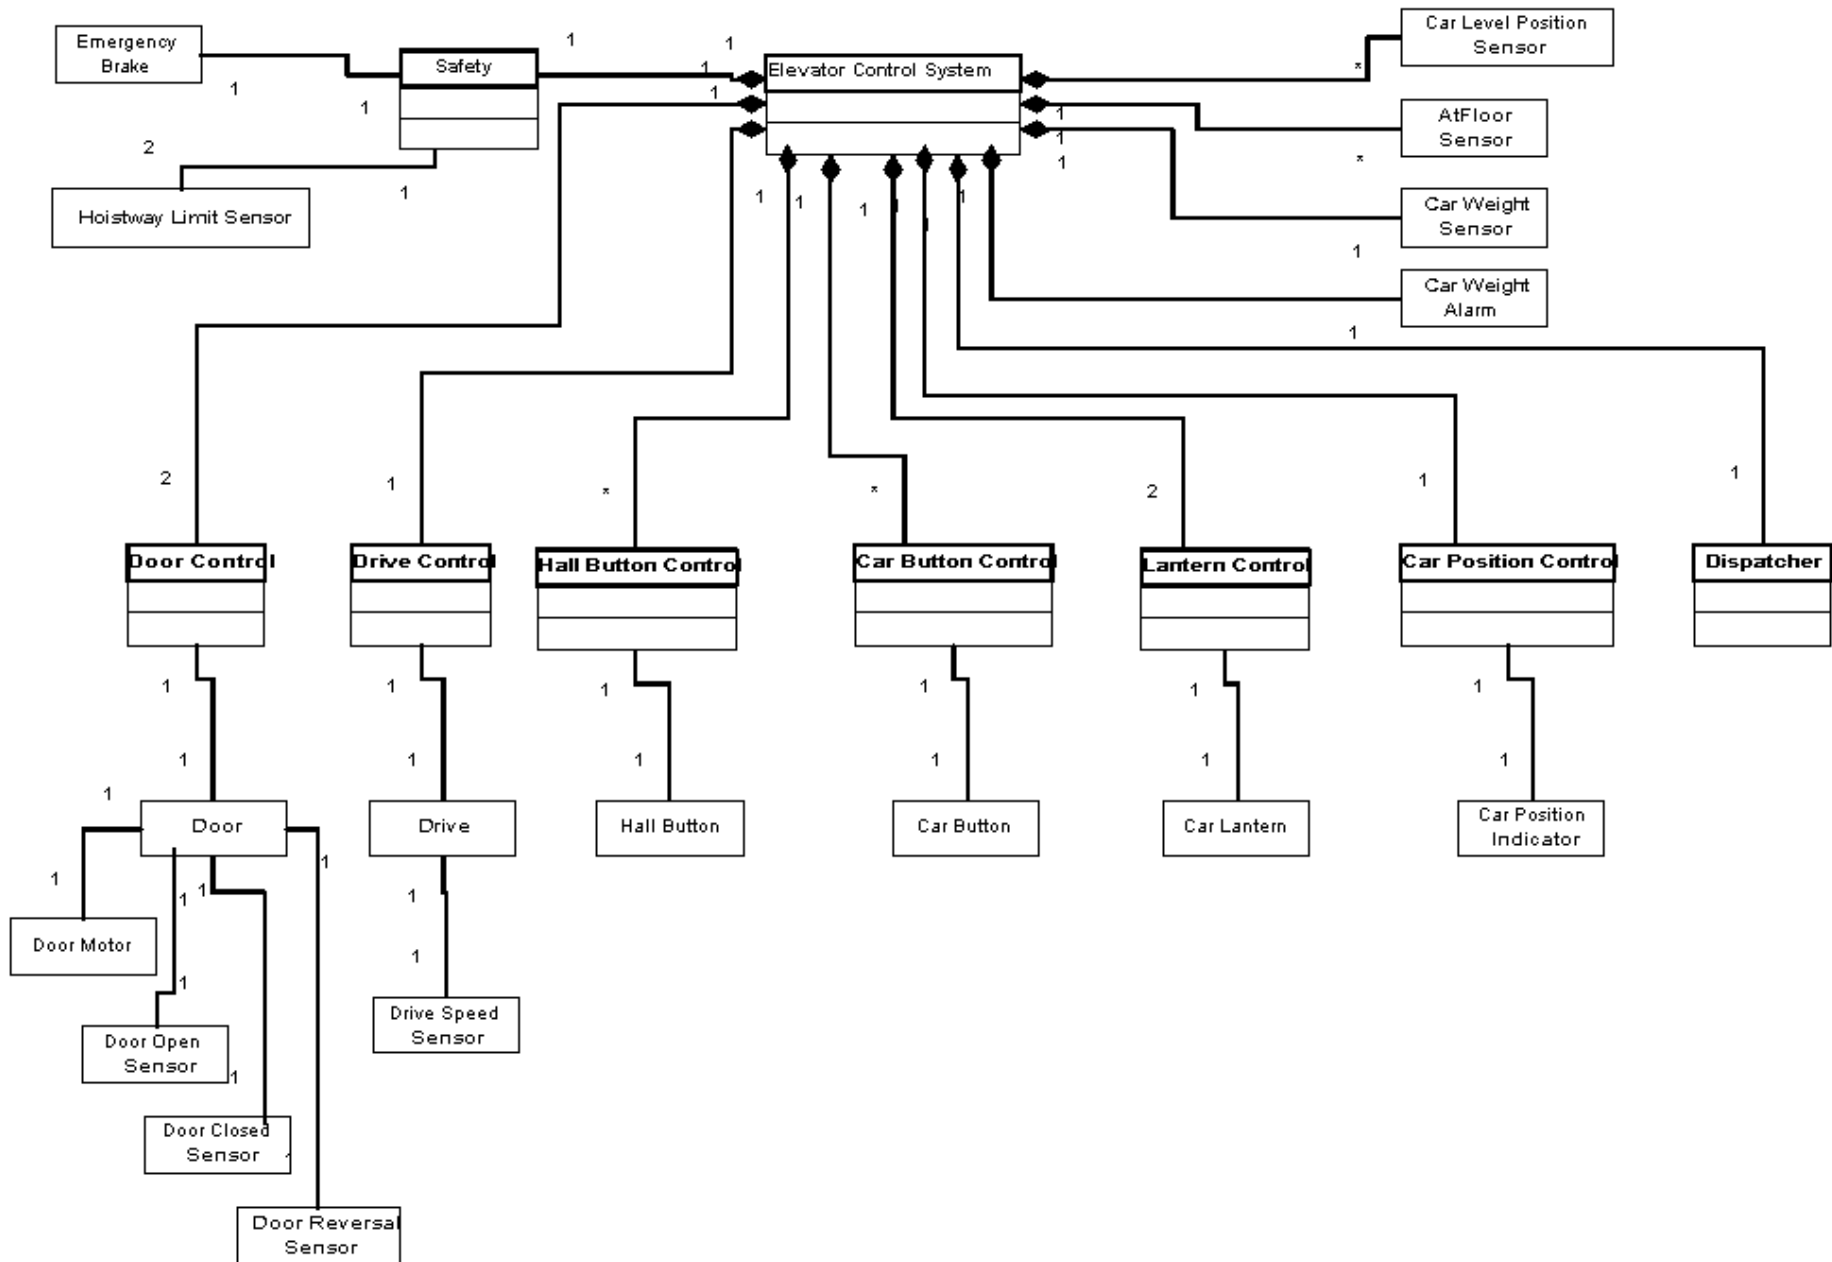 Emergency
Brake
1
1
Safety
1
1
1
1
Elevator Control System
Car Level Position
Sensor
*
AtFloor
Sensor
*
1
1
1
2
1
Hoistway Limit Sensor
Car Weight
Sensor
1
Car Weight
Alarm
1
1
1
1
1
2
1
*
*
2
1
1
Door Control
Drive Control
Hall Button Control
Car Button Control
Lantern Control
Car Position Control
Dispatcher
1
1
1
1
1
1
1
1
1
1
1
1
1
Door
Drive
Hall Button
Car Button
Car Lantern
Car Position
Indicator
1
1
1
1
1
Door Motor
1
1
Door Open
Sensor
1
Drive Speed
Sensor
Door Closed
Sensor
Door Reversal
Sensor